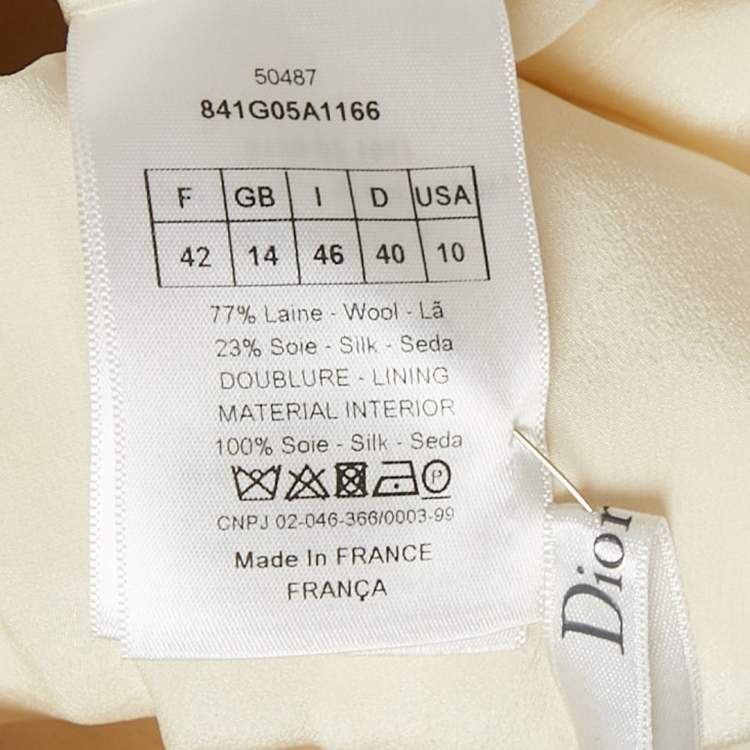 50487
841G05A1166
F GB I D USA
42 14 46 40 10
77% Laine - Wool - Lã
23% Soie - Silk - Seda
DOUBLURE - LINING
MATERIAL INTERIOR
100% Soie - Silk - Seda
P
CNPJ 02-046-366/0003-99
Made In FRANCE
FRANÇA
Dior